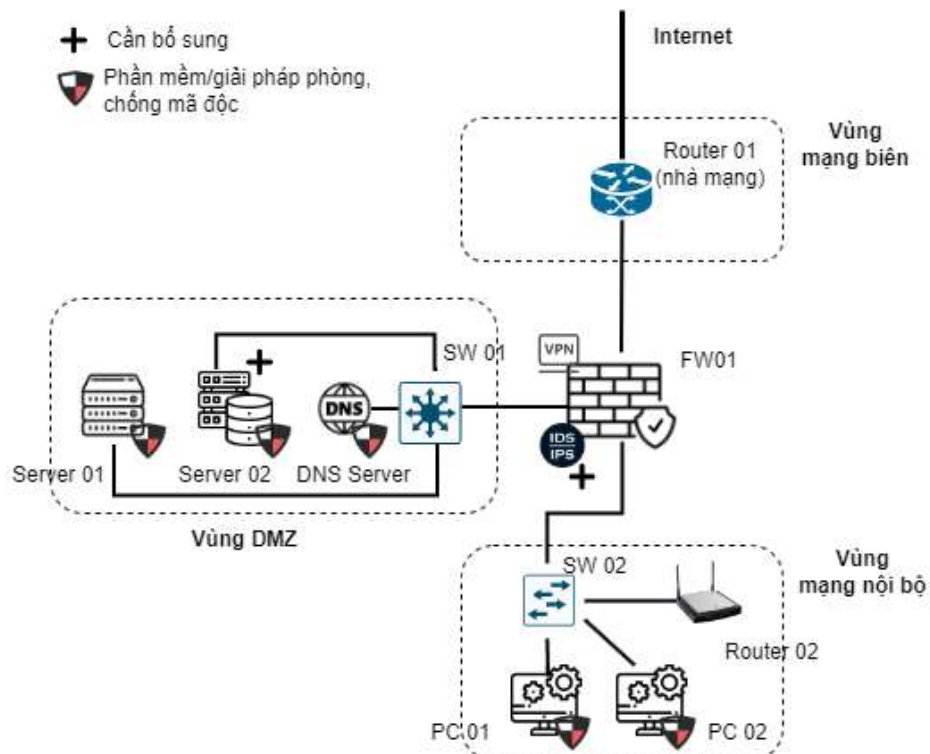 Cần bổ sung
Phần mềm/giải pháp phòng,
chống mã độc
Internet
Vùng
mạng biên
Router 01
(nhà mạng)
SW 01
VPN
FW01
DNS
IDS
IPS
Server 01
Server 02
DNS Server
Vùng DMZ
SW 02
Vùng
mạng nội bộ
Router 02
PC 01
PC 02